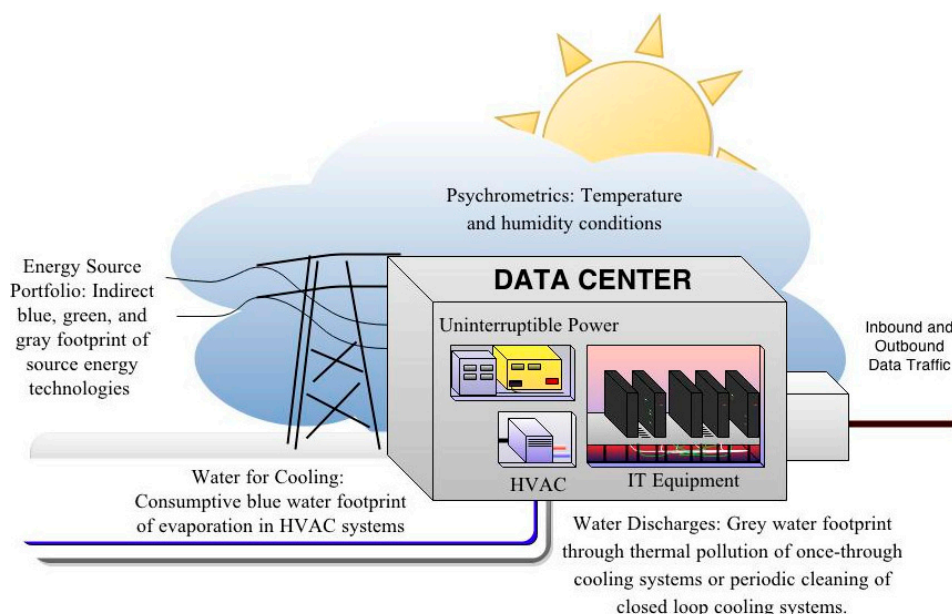 Psychrometrics: Temperature
and humidity conditions
Energy Source
Portfolio: Indirect
blue, green, and
gray footprint of
source energy
technologies
DATA CENTER
Uninterruptible Power
HVAC
IT Equipment
Inbound and
Outbound
Data Traffic
Water for Cooling:
Consumptive blue water footprint
of evaporation in HVAC systems
Water Discharges: Grey water footprint
through thermal pollution of once-through
cooling systems or periodic cleaning of
closed loop cooling systems.